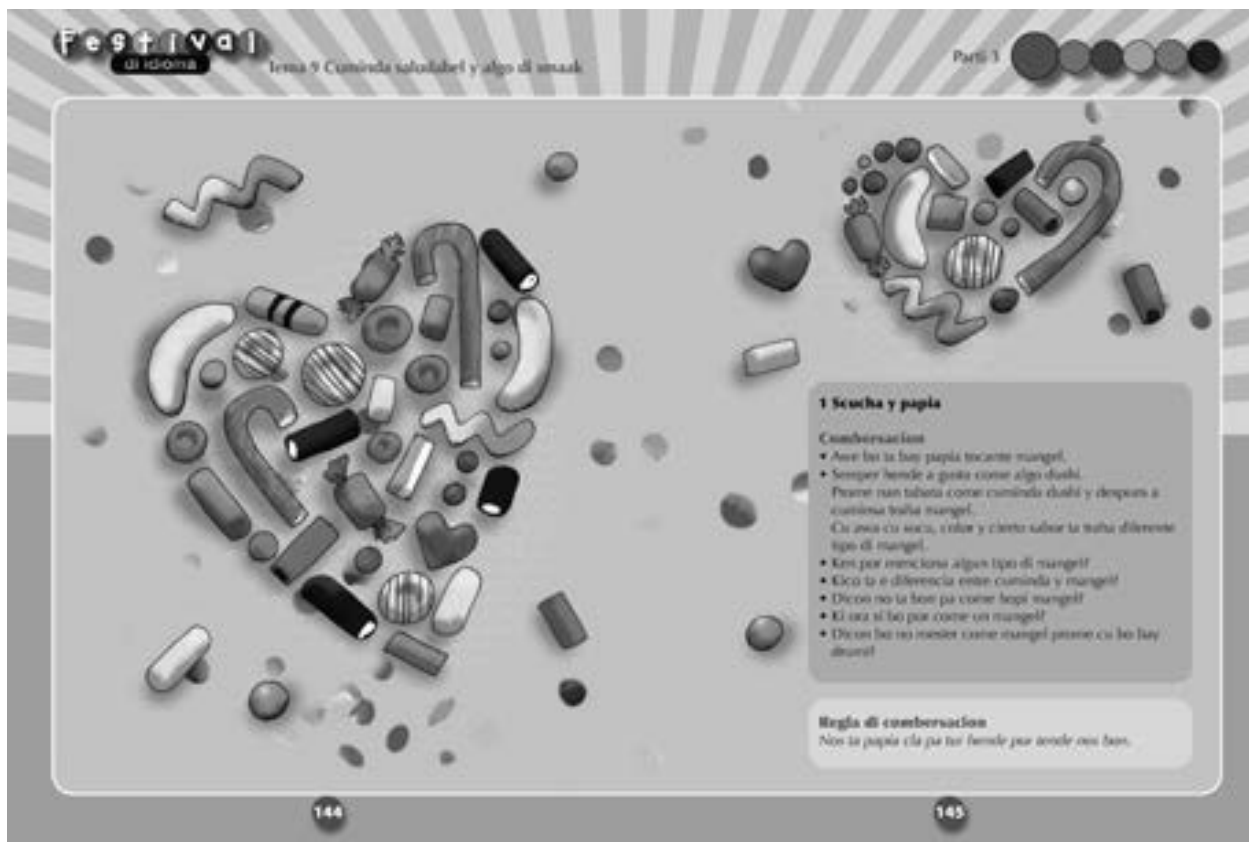 Festival
di idioma
Tema 9 Cuminda saludabel y algo di smaak
Parti 3
1 Scucha y papia
Combersacion
• Awe bo ta bay papia tocante mangel.
• Semper hende a gusta come algo dushi.
Prome nan tabata come cuminda dushi y despues a
cuminsa traha mangel.
Cu awa cu sucu, color y cierto sabor ta traha diferente
tipo di mangel.
• Ken por menciona algun tipo di mangel?
• Kico ta e diferencia entre cuminda y mangel?
• Dicon no ta bon pa come hopi mangel?
• Ki ora si bo por come un mangel?
• Dicon bo no mester come mangel prome cu bo bay
drumi?
Regla di combersacion
Nos ta papia cla pa tur hende por tende nos bon.
144
145